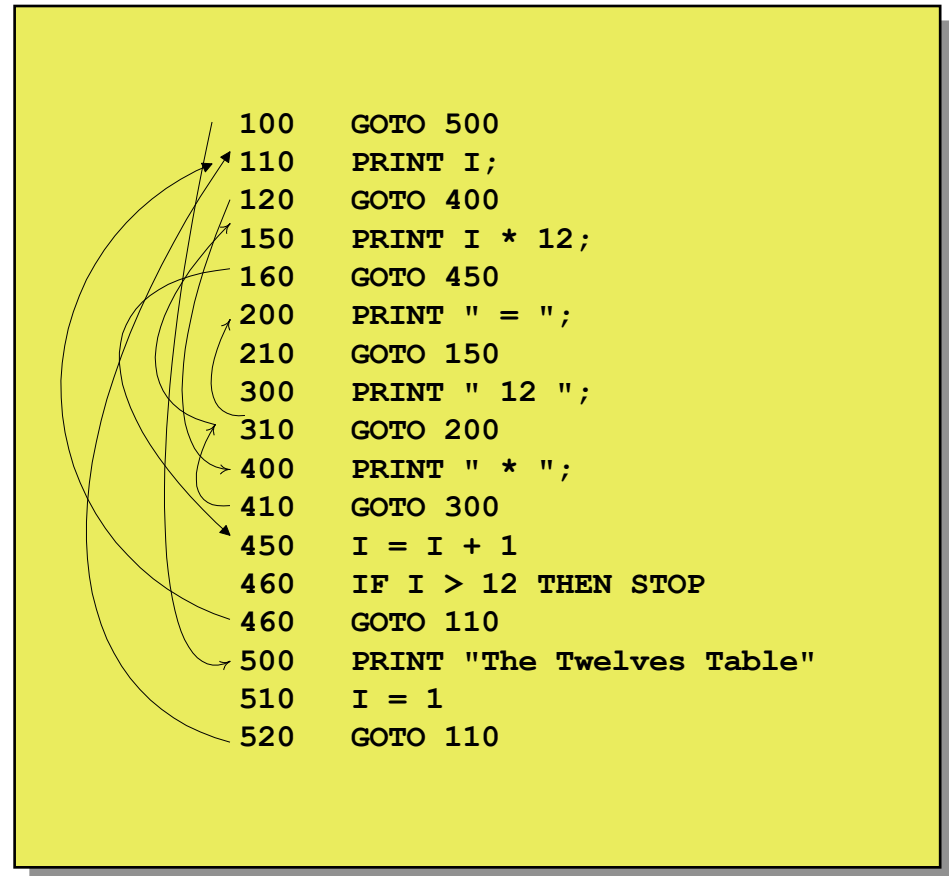 100 GOTO 500
110 PRINT I;
120 GOTO 400
150 PRINT I * 12;
160 GOTO 450
200 PRINT " = ";
210 GOTO 150
300 PRINT " 12 ";
310 GOTO 200
400 PRINT " * ";
410 GOTO 300
450 I = I + 1
460 IF I > 12 THEN STOP
460 GOTO 110
500 PRINT "The Twelves Table"
510 I = 1
520 GOTO 110